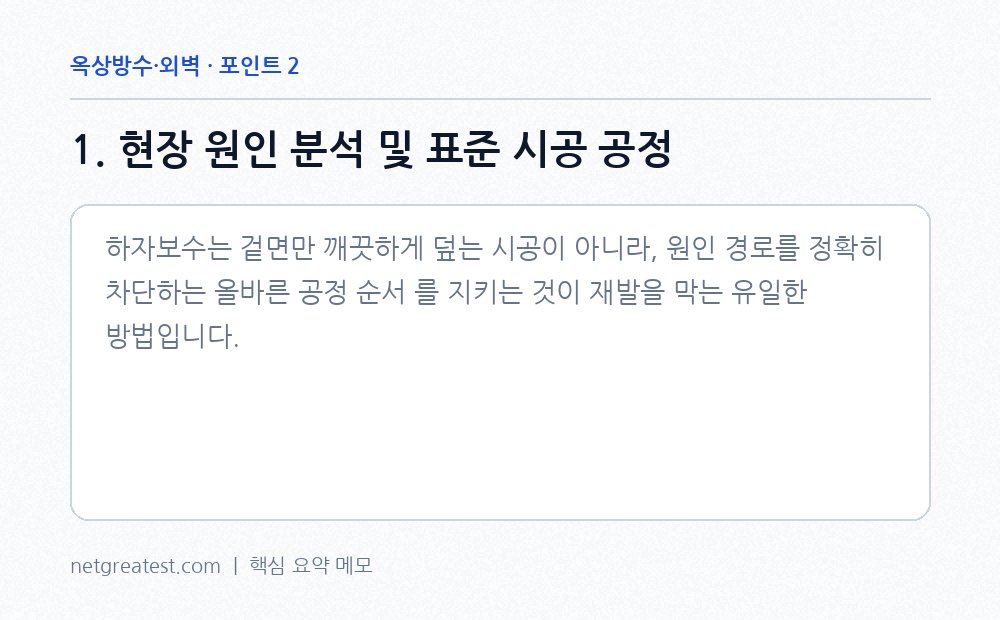 옥상방수·외벽 · 포인트 2
1. 현장 원인 분석 및 표준 시공 공정
하자보수는 겉면만 깨끗하게 덮는 시공이 아니라, 원인 경로를 정확히
차단하는 올바른 공정 순서 를 지키는 것이 재발을 막는 유일한
방법입니다.
netgreatest.com | 핵심 요약 메모